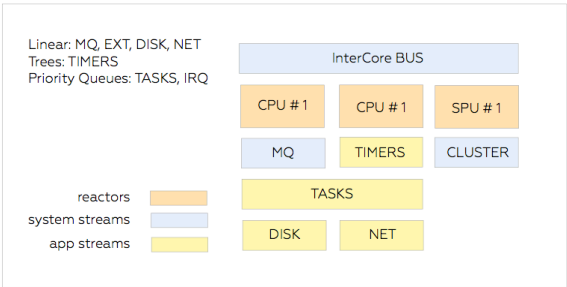 Linear: MQ, EXT, DISK, NET
Trees: TIMERS
Priority Queues: TASKS, IRQ
InterCore BUS
CPU # 1
CPU # 1
SPU # 1
MQ
TIMERS
CLUSTER
TASKS
DISK
NET
reactors
system streams
app streams